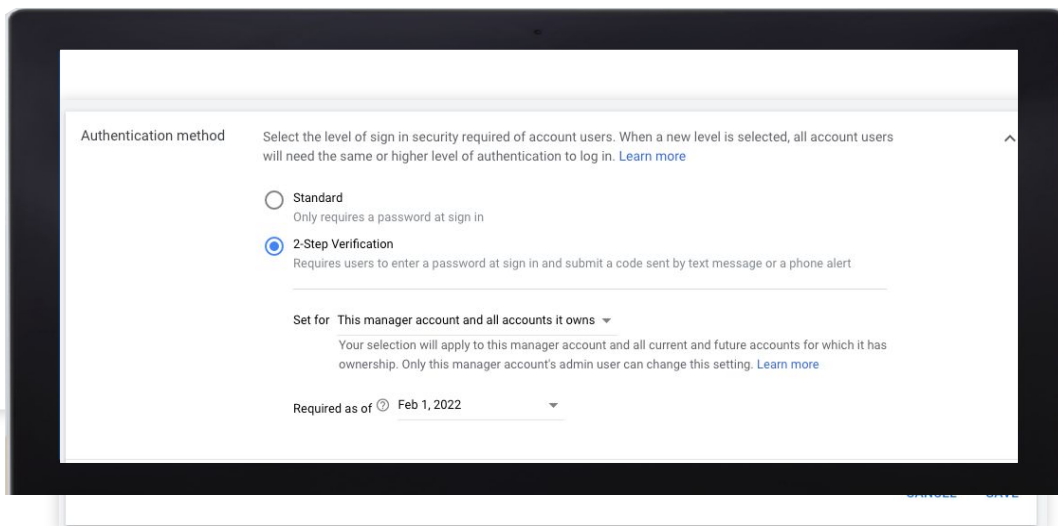 Authentication method
Select the level of sign in security required of account users. When a new level is selected, all account users
will need the same or higher level of authentication to log in. Learn more
Standard
Only requires a password at sign in
2-Step Verification
Requires users to enter a password at sign in and submit a code sent by text message or a phone alert
Set for This manager account and all accounts it owns
Your selection will apply to this manager account and all current and future accounts for which it has
ownership. Only this manager account's admin user can change this setting. Learn more
Required as of Feb 1, 2022
CANCEL SAVE